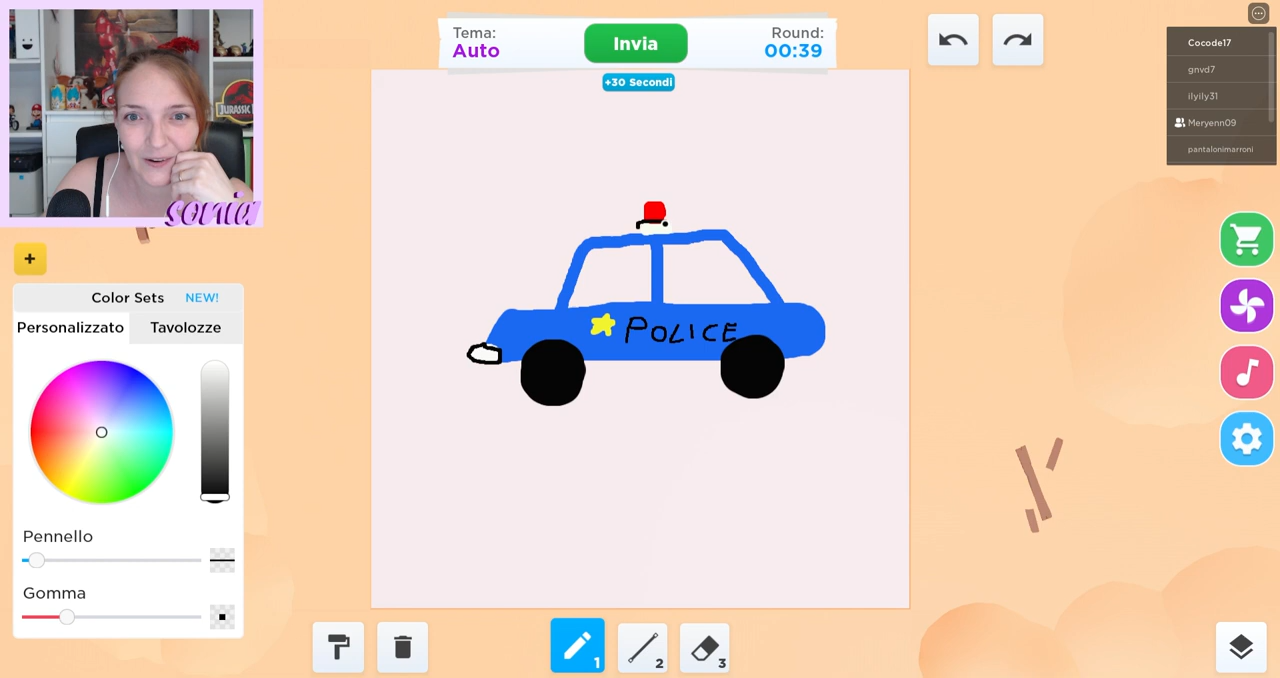 Tema:
Auto
Invia
Round:
00:39
+30 Secondi
Cocode17
gnvd7
ilyily31
Meryenn09
pantalonimarroni
JURASSIC
sonia
+
Color Sets NEW!
Personalizzato Tavolozze
Pennello
Gomma
POLICE
1
2
3